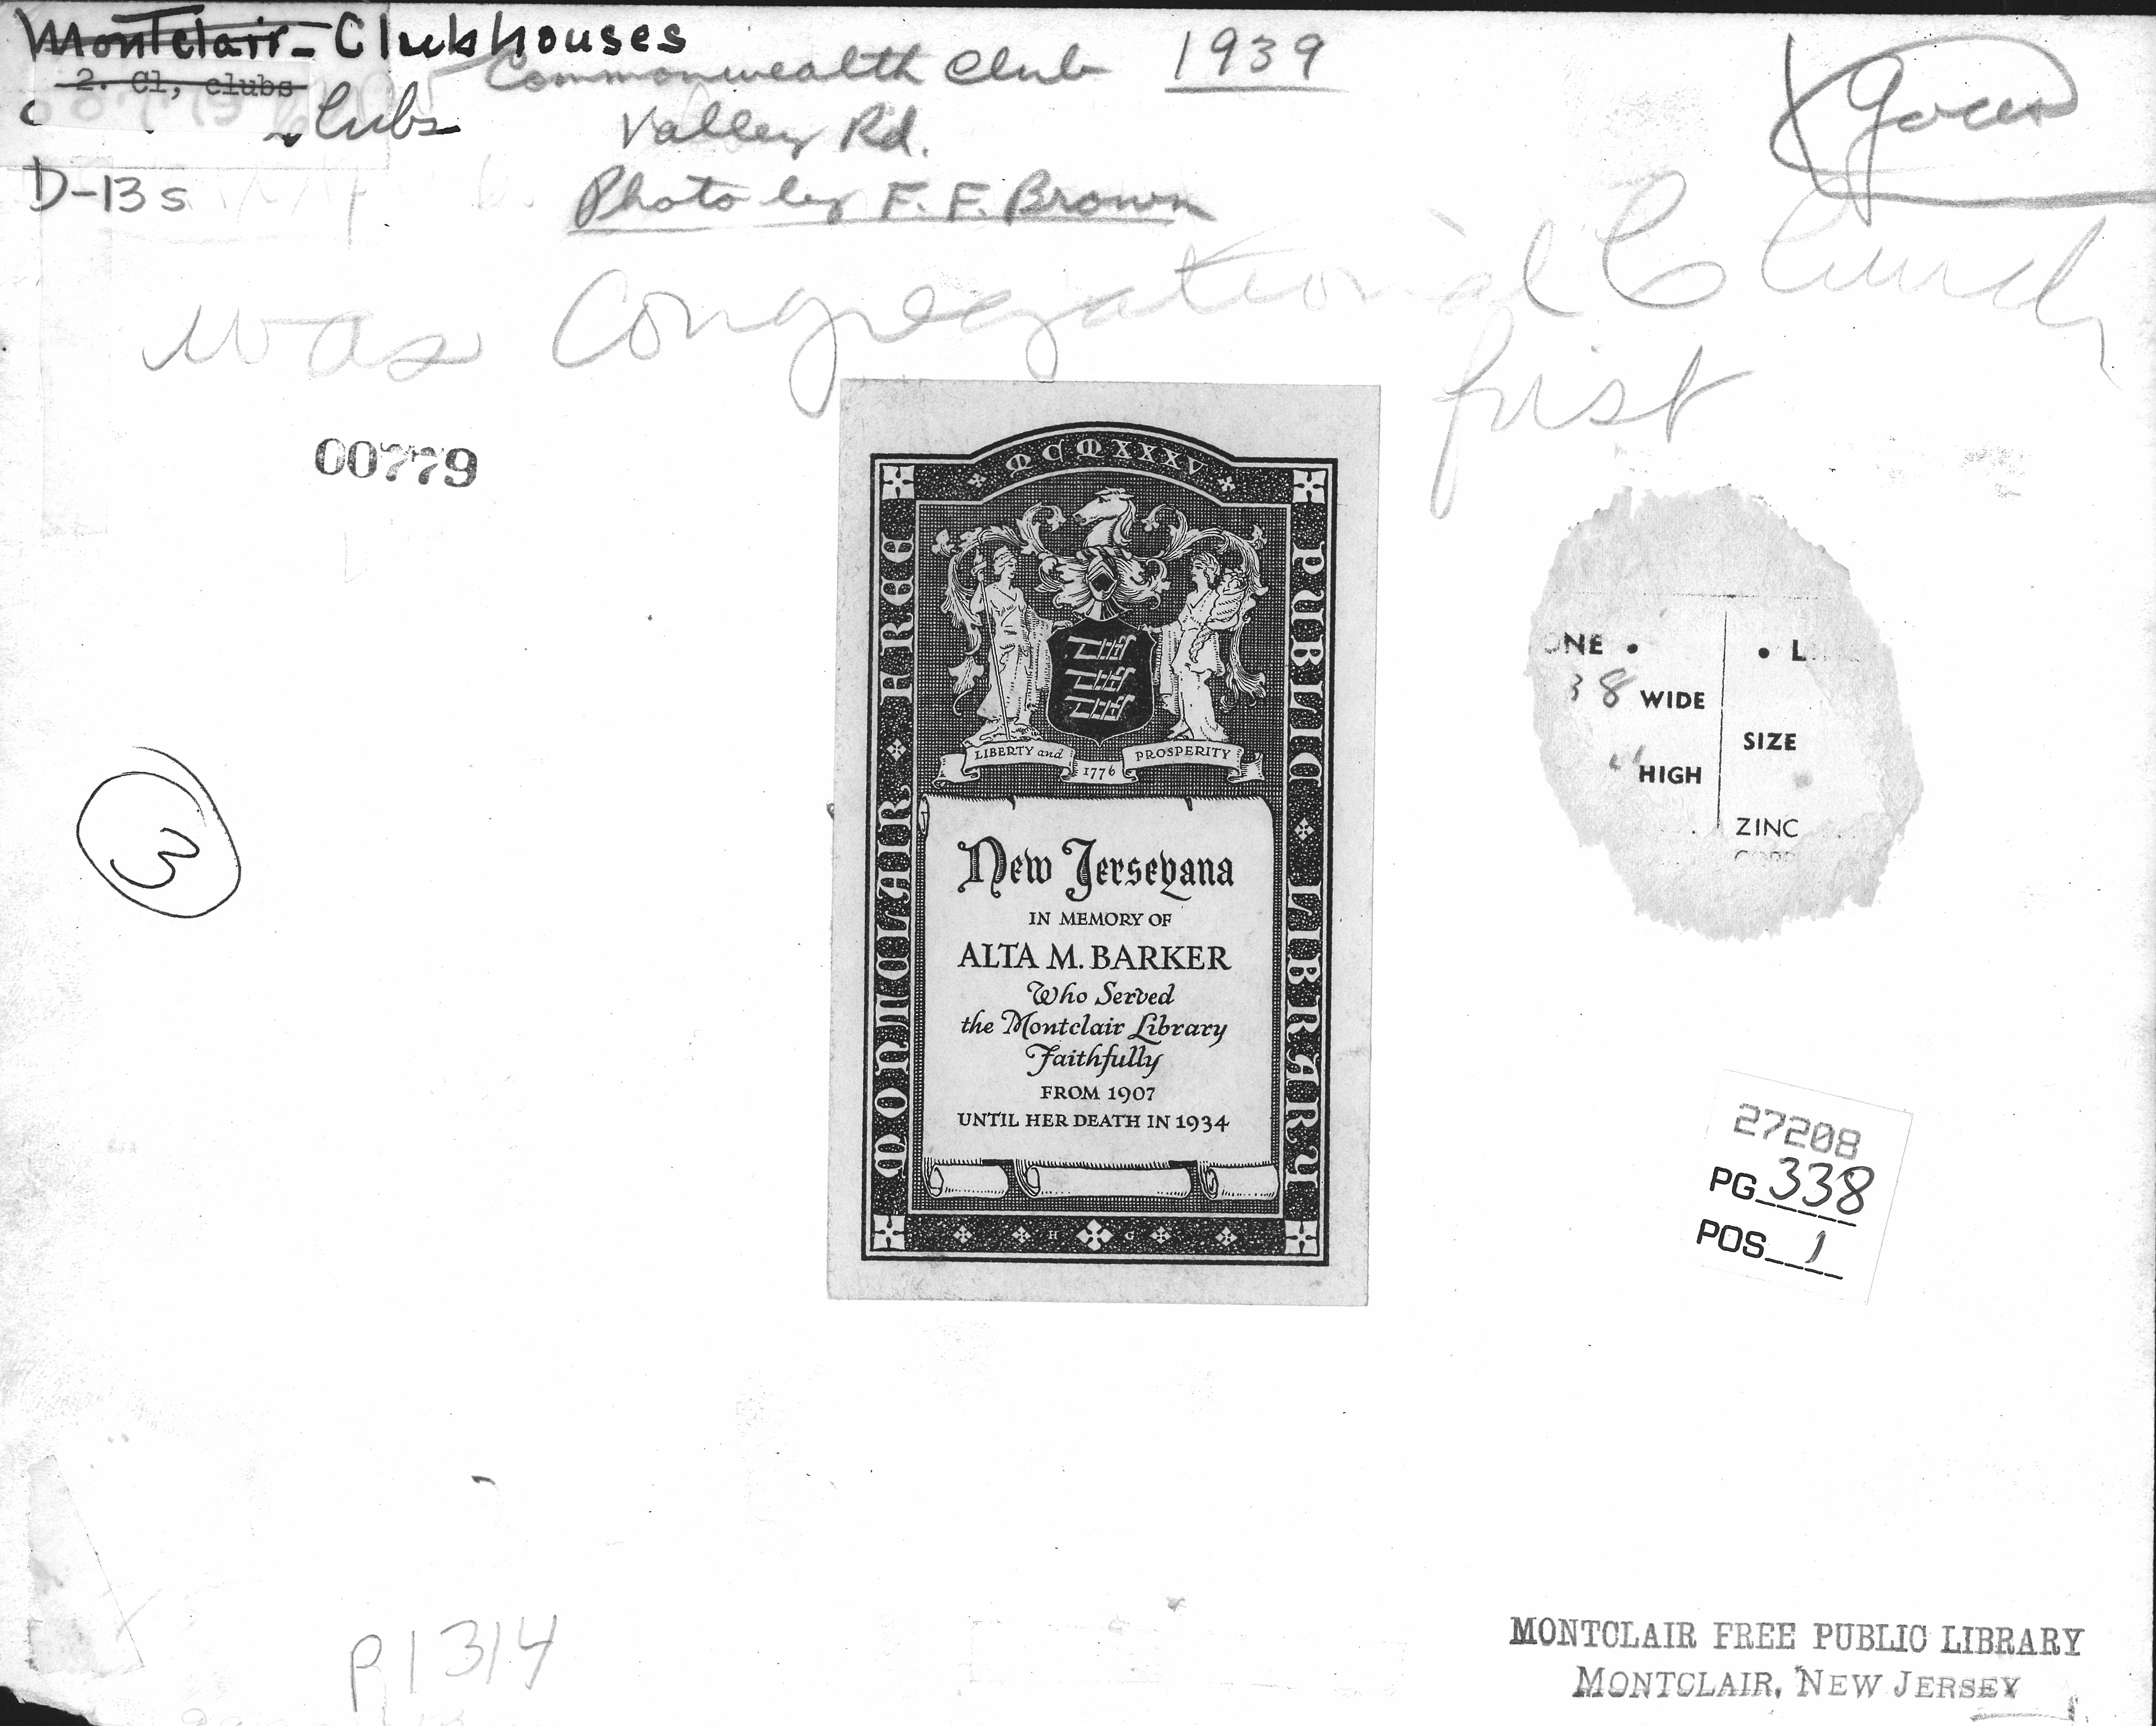 Montclair - Clubhouses
2. Cl, clubs
Commonwealth Club 1939
Clubs
Valley Rd.
D-13s
Photo by F. F. Brown
was Congregational Church
first
00779
MCMXXXV
MONTCLAIR FREE
PUBLIC LIBRARY
LIBERTY and
1776
PROSPERITY
New Jerseyana
IN MEMORY OF
ALTA M. BARKER
Who Served
the Montclair Library
Faithfully
FROM 1907
UNTIL HER DEATH IN 1934
H G
3
WIDE
HIGH
SIZE
ZINC
27208
PG 338
POS 1
P1314
MONTCLAIR FREE PUBLIC LIBRARY
MONTCLAIR, NEW JERSEY